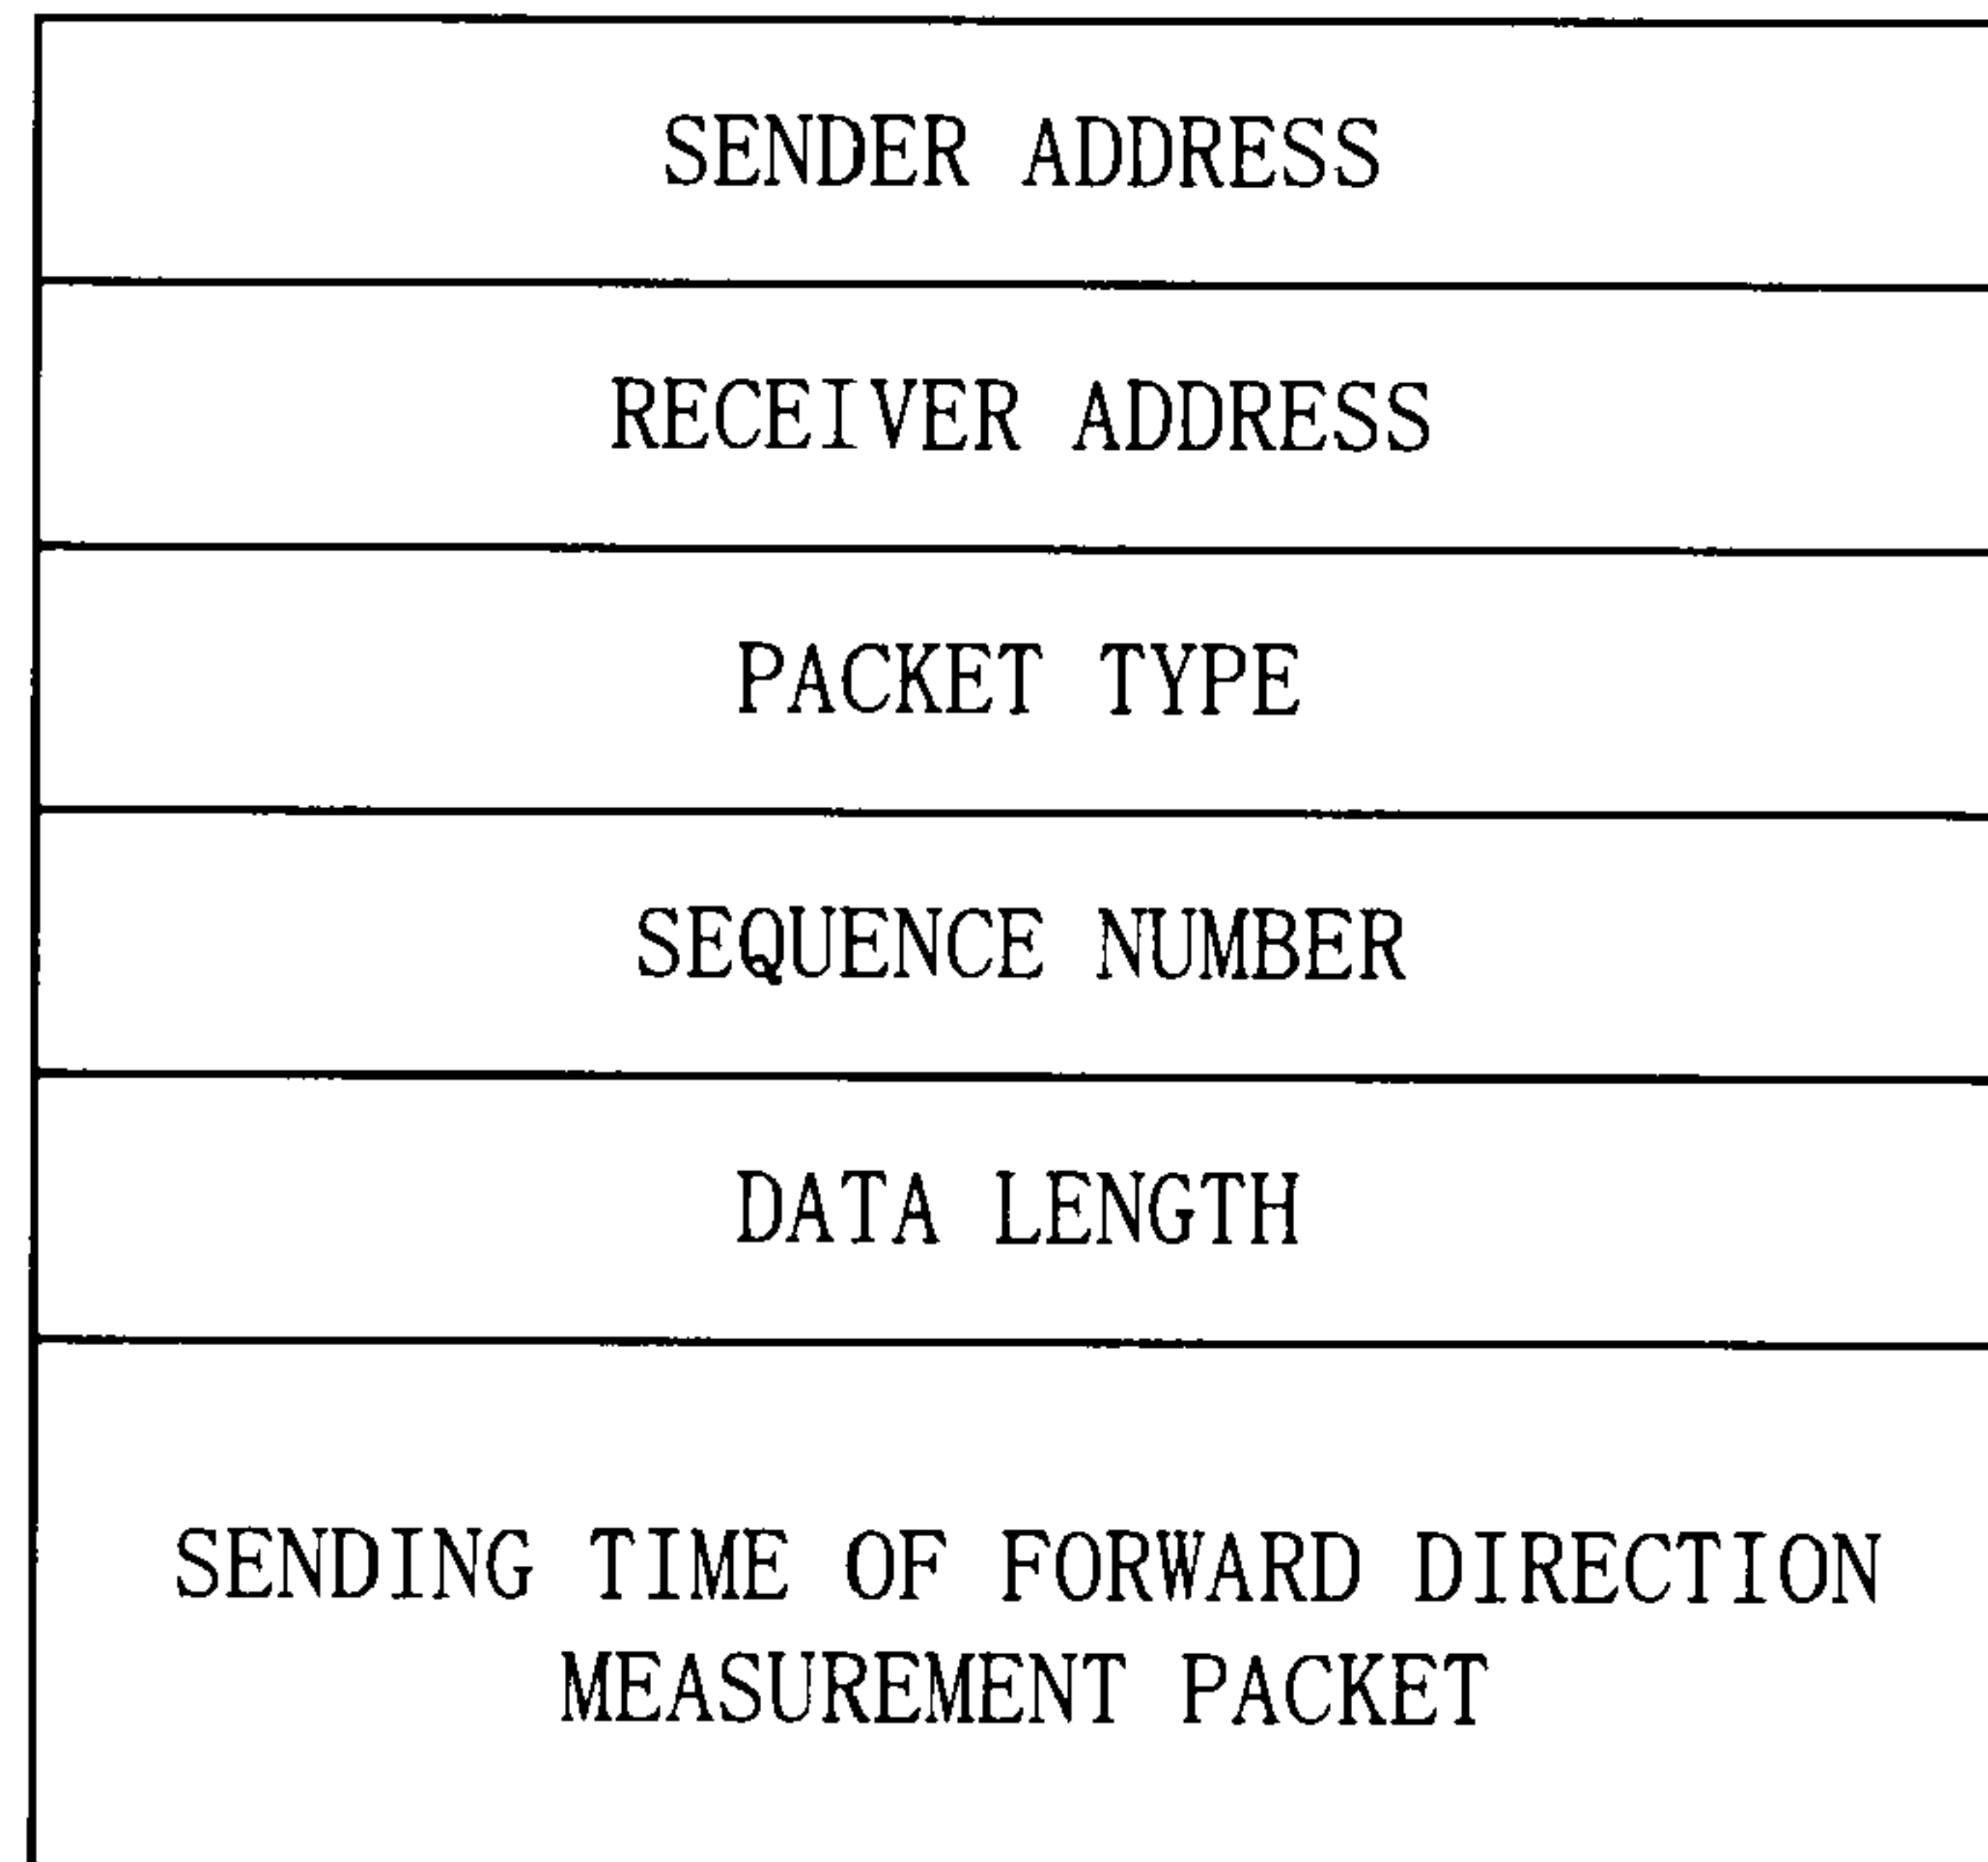 SENDER ADDRESS
RECEIVER ADDRESS
PACKET TYPE
SEQUENCE NUMBER
DATA LENGTH
SENDING TIME OF FORWARD DIRECTION
MEASUREMENT PACKET